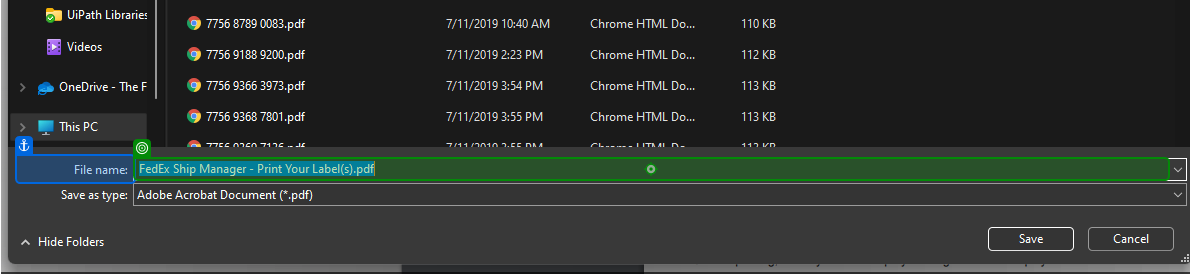 UiPath Libraries
7756 8789 0083.pdf 7/11/2019 10:40 AM Chrome HTML Do... 110 KB
Videos
7756 9188 9200.pdf 7/11/2019 2:23 PM Chrome HTML Do... 112 KB
OneDrive - The F
7756 9366 3973.pdf 7/11/2019 3:54 PM Chrome HTML Do... 113 KB
This PC
7756 9368 7801.pdf 7/11/2019 3:55 PM Chrome HTML Do... 113 KB
File name: FedEx Ship Manager - Print Your Label(s).pdf
Save as type: Adobe Acrobat Document (*.pdf)
Hide Folders
Save
Cancel